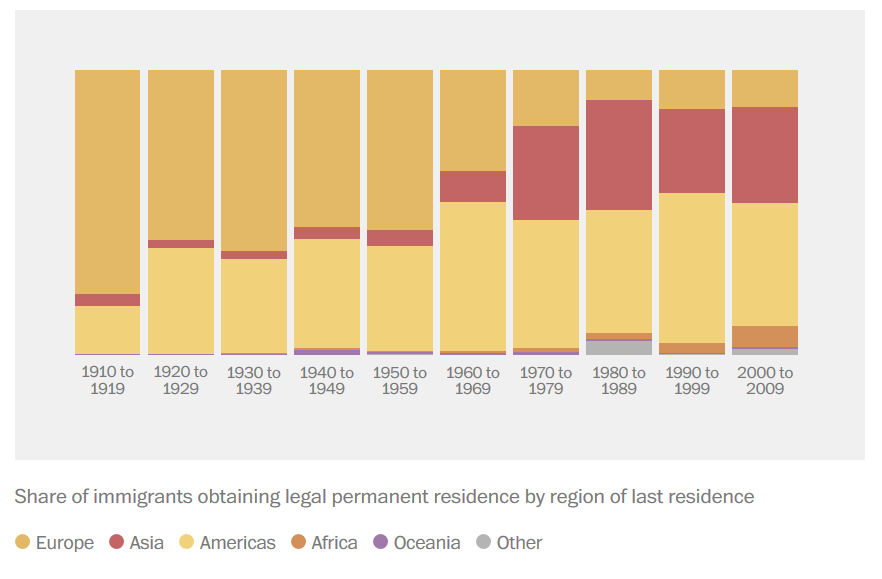 1910 to 1919
1920 to 1929
1930 to 1939
1940 to 1949
1950 to 1959
1960 to 1969
1970 to 1979
1980 to 1989
1990 to 1999
2000 to 2009
Share of immigrants obtaining legal permanent residence by region of last residence
Europe Asia Americas Africa Oceania Other